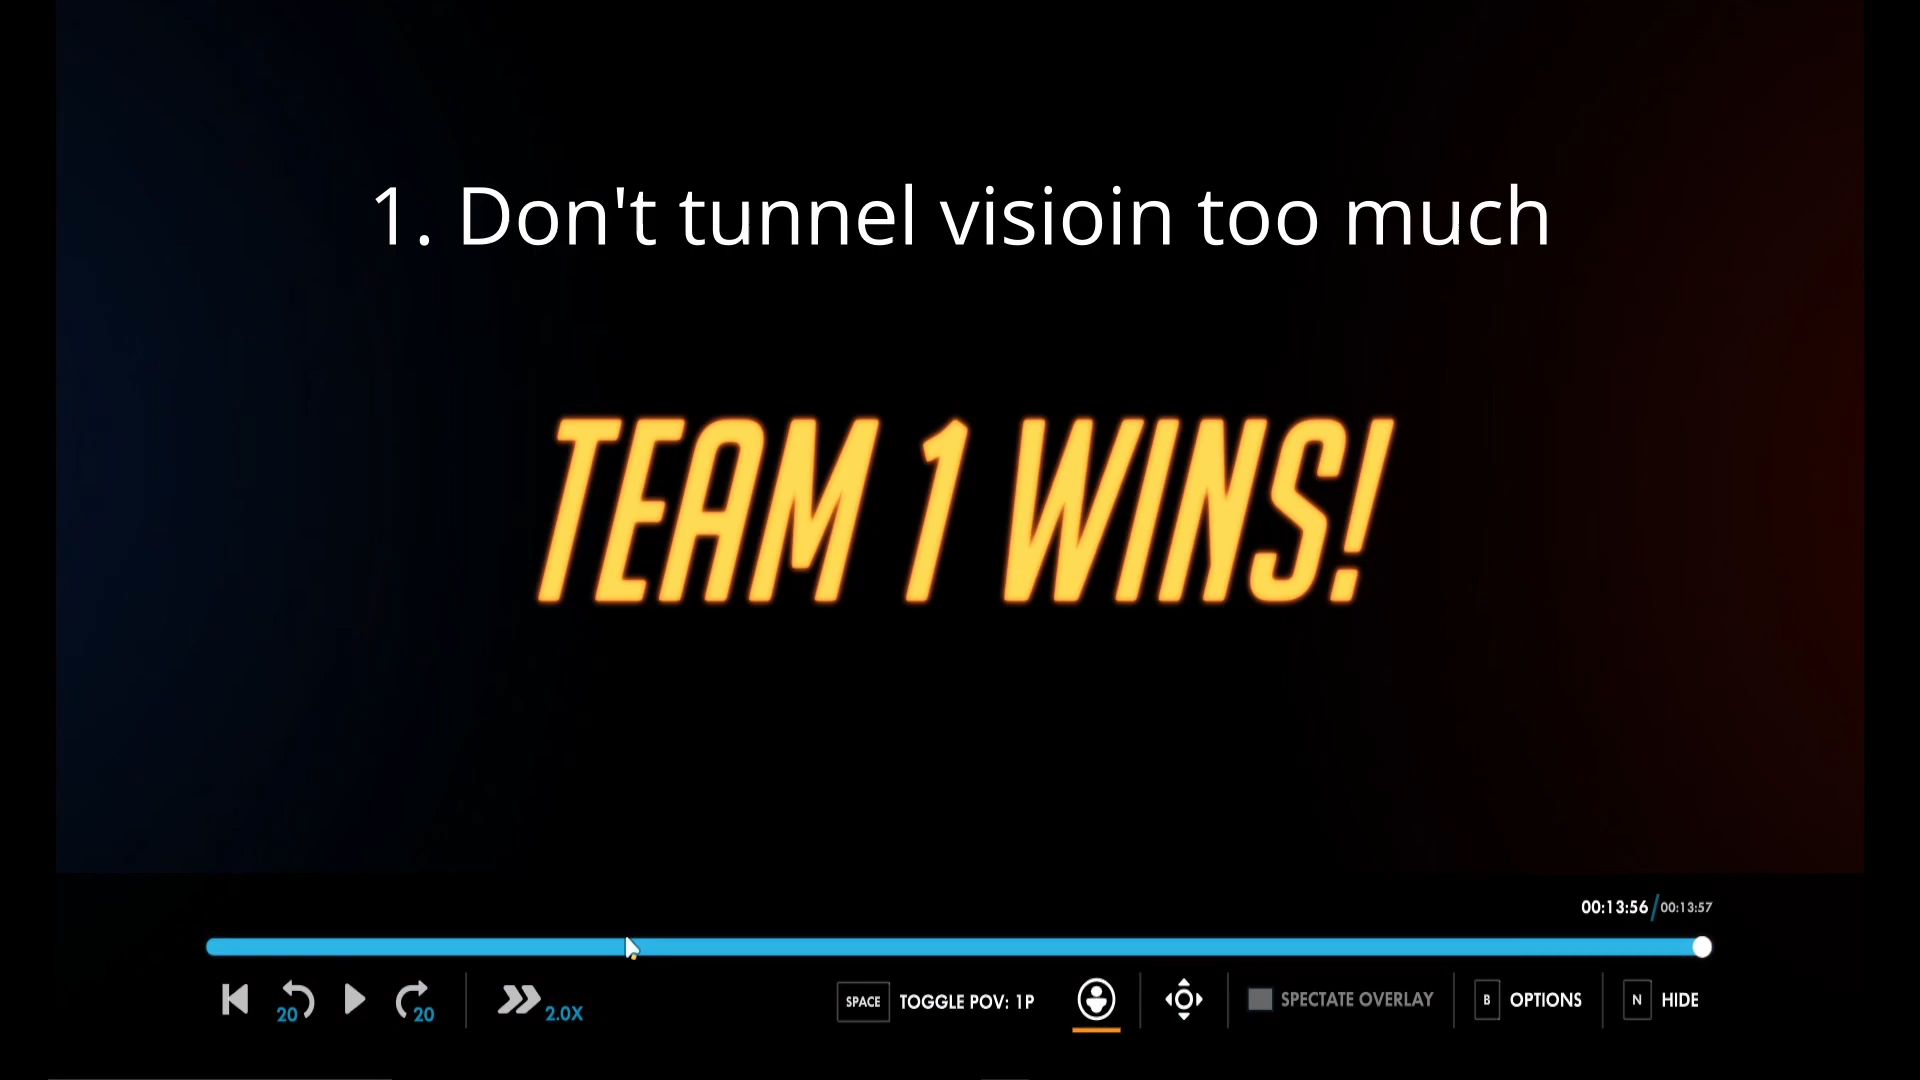 1. Don't tunnel visioin too much
TEAM 1 WINS!
00:13:56/00:13:57
20 20 2.0X SPACE TOGGLE POV: 1P SPECTATE OVERLAY B OPTIONS N HIDE